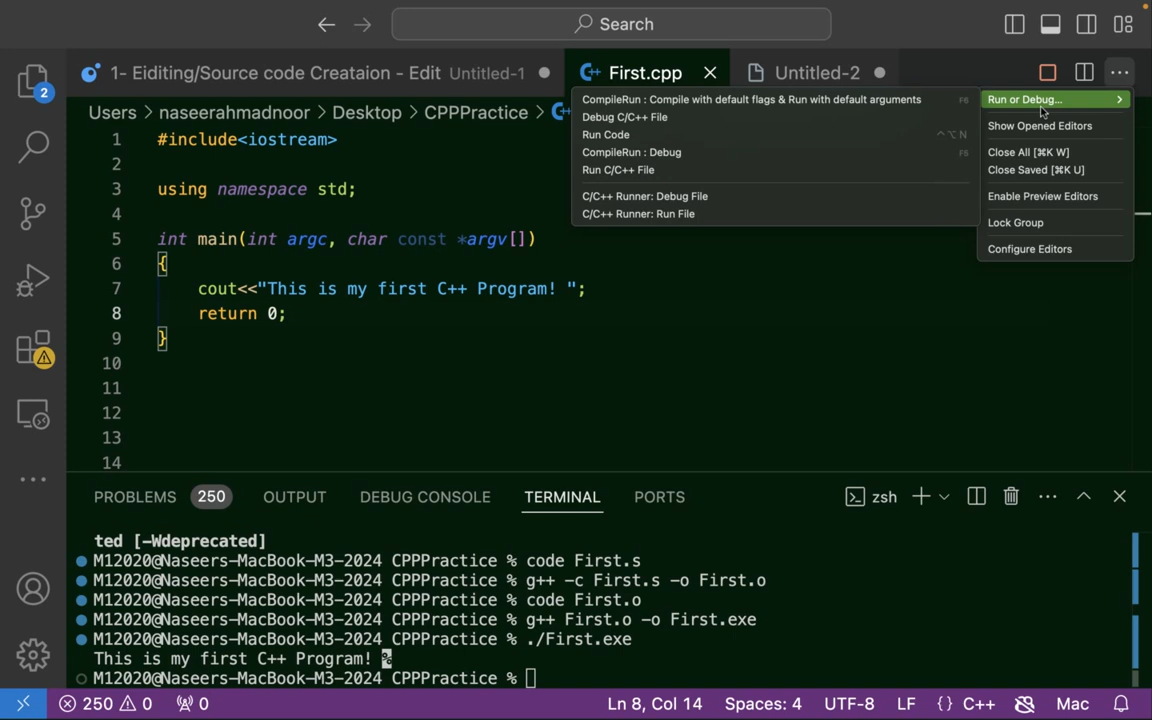 Search
2
1- Eiditing/Source code Creataion - Edit Untitled-1
First.cpp
Untitled-2
Users > naseerahmadnoor > Desktop > CPPPractice >
1 #include<iostream>
2
3 using namespace std;
4
5 int main(int argc, char const *argv[])
6 {
7 cout<<"This is my first C++ Program! ";
8 return 0;
9 }
10
11
12
13
14
CompileRun : Compile with default flags & Run with default arguments F6
Debug C/C++ File
Run Code ^⌥N
CompileRun : Debug F5
Run C/C++ File
C/C++ Runner: Debug File
C/C++ Runner: Run File
Run or Debug...
Show Opened Editors
Close All [⌘K W]
Close Saved [⌘K U]
Enable Preview Editors
Lock Group
Configure Editors
PROBLEMS 250 OUTPUT DEBUG CONSOLE TERMINAL PORTS zsh
ted [-Wdeprecated]
M12020@Naseers-MacBook-M3-2024 CPPPractice % code First.s
M12020@Naseers-MacBook-M3-2024 CPPPractice % g++ -c First.s -o First.o
M12020@Naseers-MacBook-M3-2024 CPPPractice % code First.o
M12020@Naseers-MacBook-M3-2024 CPPPractice % g++ First.o -o First.exe
M12020@Naseers-MacBook-M3-2024 CPPPractice % ./First.exe
This is my first C++ Program! %
M12020@Naseers-MacBook-M3-2024 CPPPractice %
250 0 0 Ln 8, Col 14 Spaces: 4 UTF-8 LF {} C++ Mac